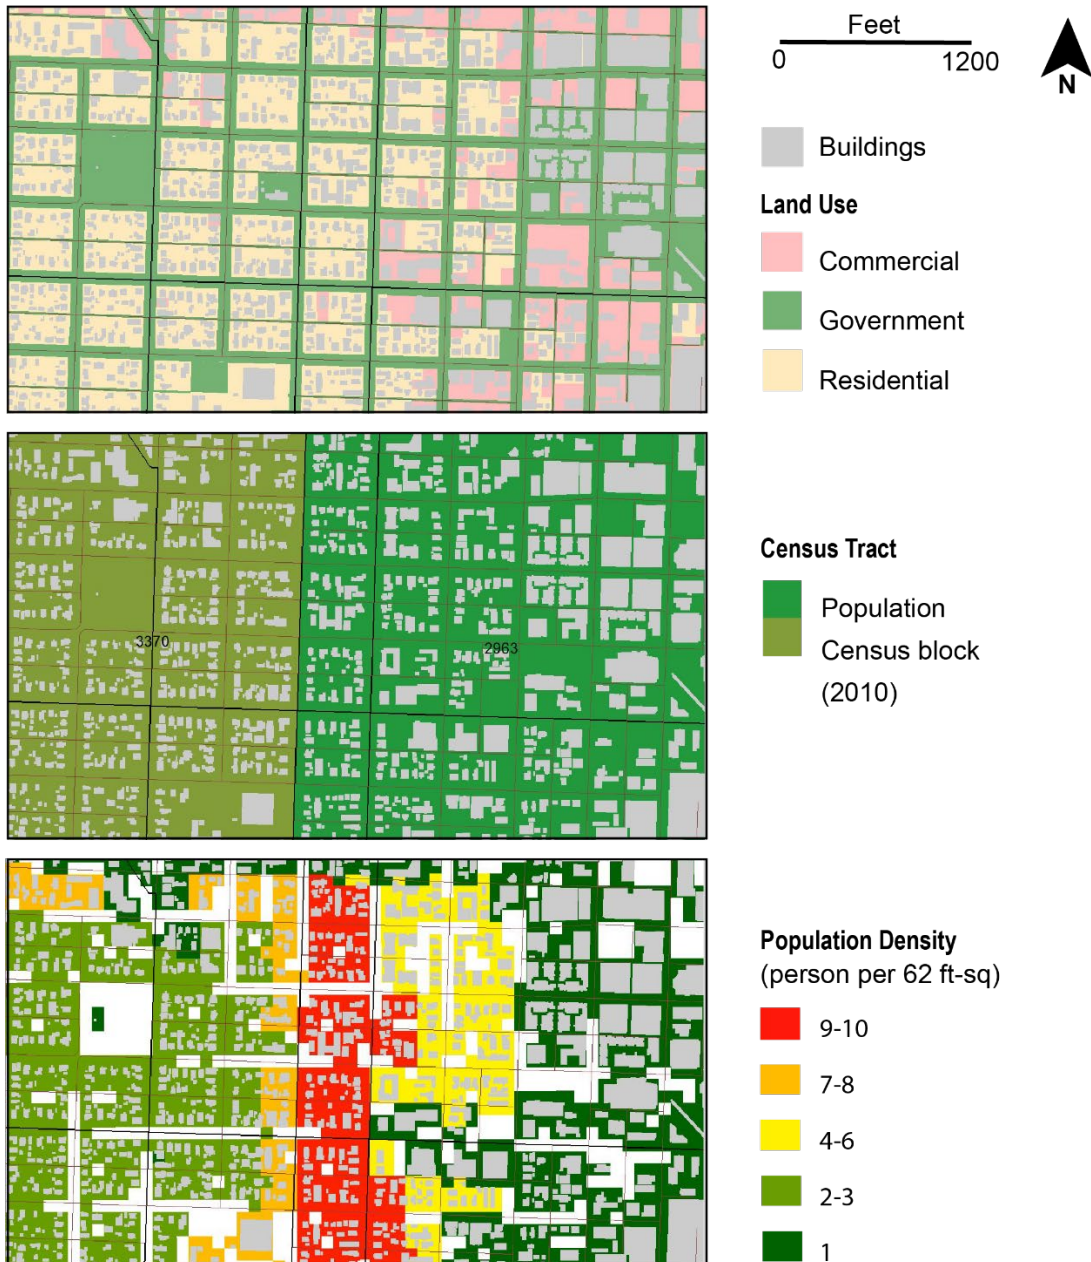 Feet
0 1200
N
Buildings
Land Use
Commercial
Government
Residential
3370
2963
Census Tract
Population
Census block
(2010)
Population Density
(person per 62 ft-sq)
9-10
7-8
4-6
2-3
1